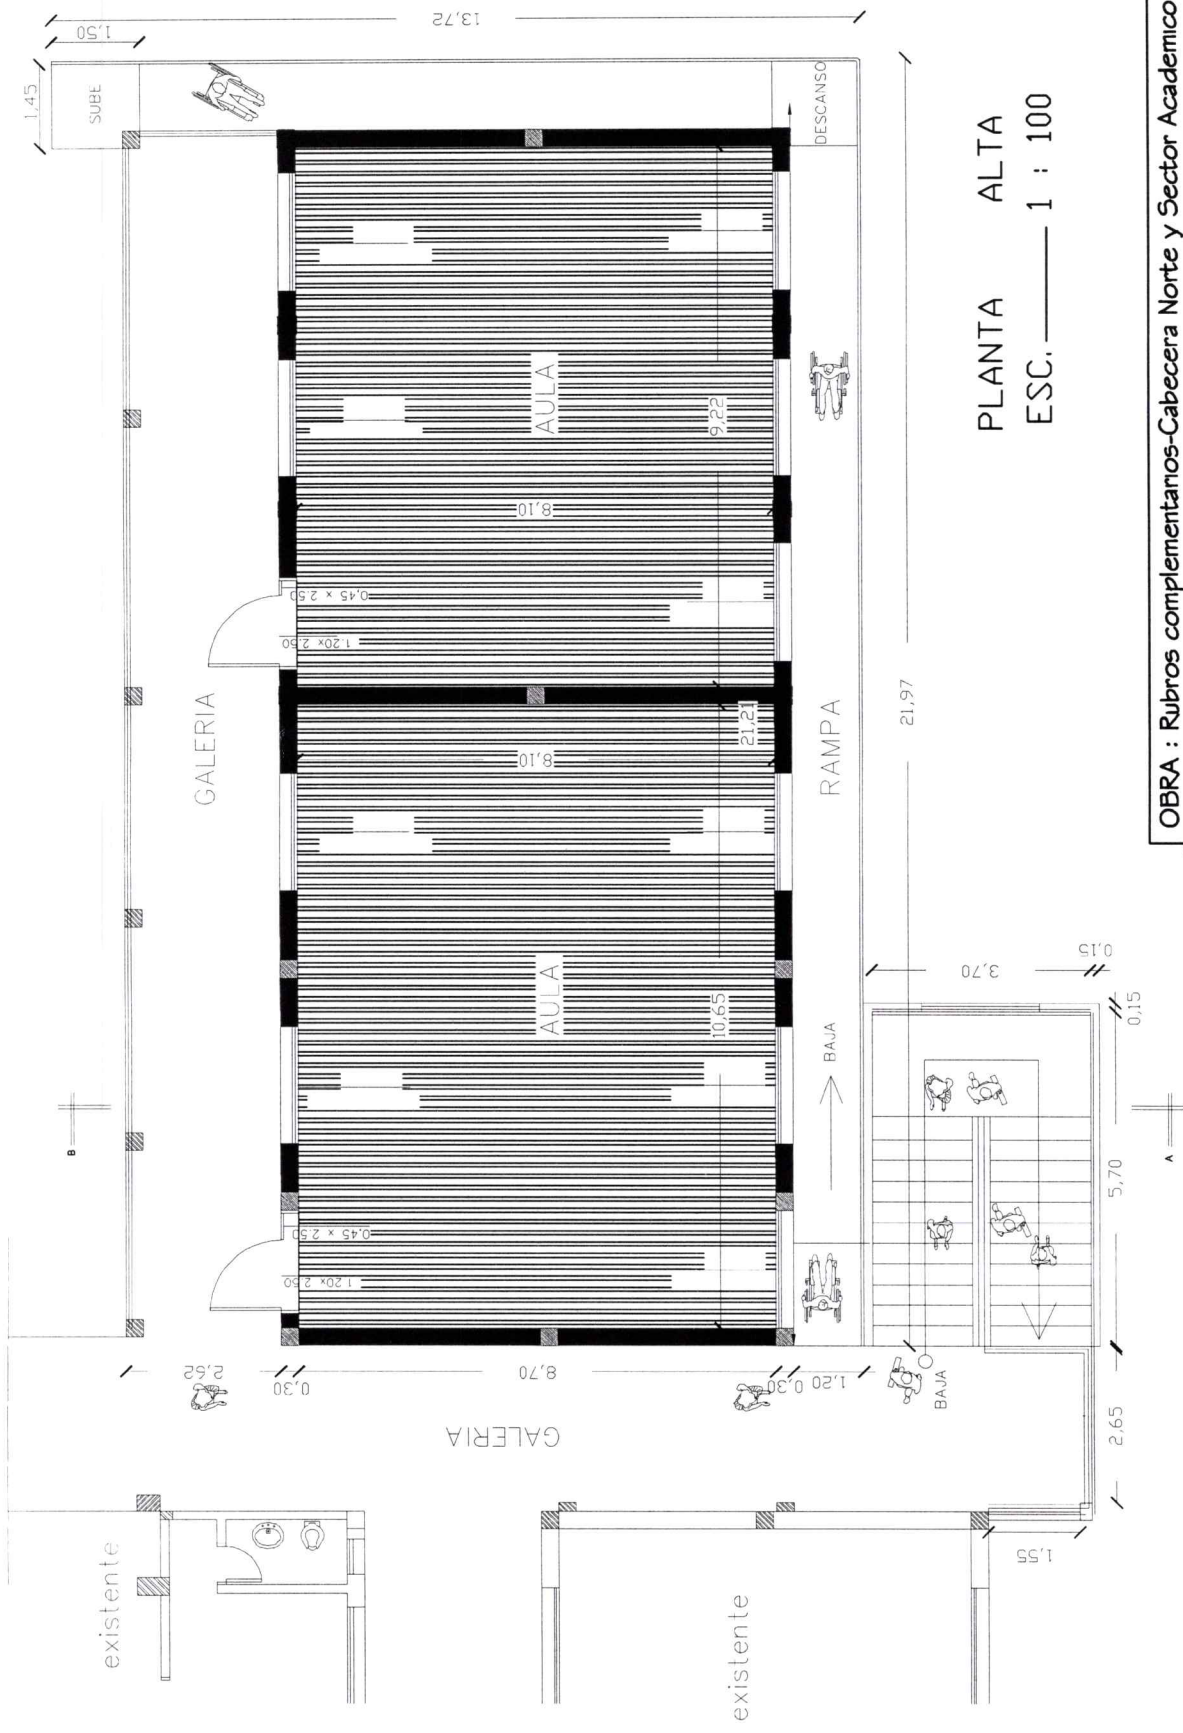 13,72
1,50
1,45
SUBE
DESCANSO
GALERIA
AULA
9,22
8,10
0,45 x 2.50
1.20x 2.50
AULA
10,65
21,21
8,10
0,45 x 2.50
1.20x 2.50
RAMPA
BAJA
21,97
3,70
0,15
0,15
5,70
2,65
1,55
BAJA
2,62
0,30
8,70
0,30
1,20
GALERIA
existente
existente
B
A
PLANTA ALTA
ESC. 1 : 100
OBRA : Rubros complementarios-Cabecera Norte y Sector Academico